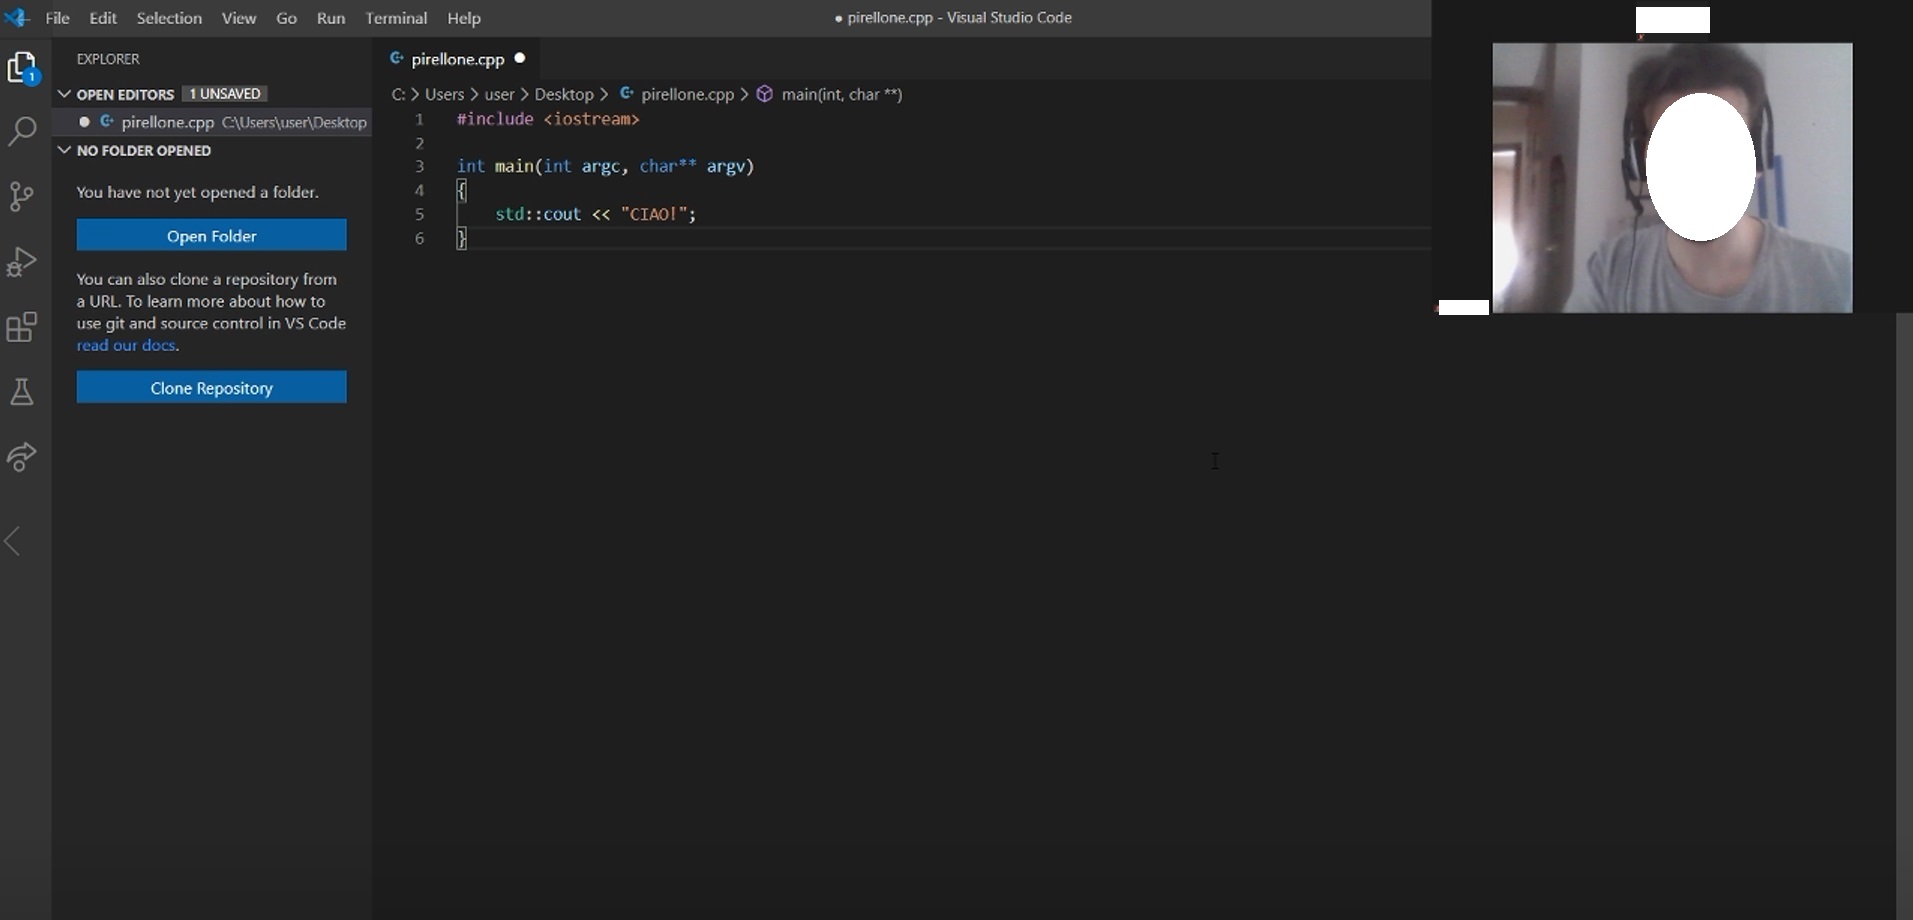 File Edit Selection View Go Run Terminal Help
● pirellone.cpp - Visual Studio Code
EXPLORER
1
OPEN EDITORS 1 UNSAVED
● pirellone.cpp C:\Users\user\Desktop
NO FOLDER OPENED
You have not yet opened a folder.
Open Folder
You can also clone a repository from
a URL. To learn more about how to
use git and source control in VS Code
read our docs.
Clone Repository
pirellone.cpp ●
C: > Users > user > Desktop > pirellone.cpp > main(int, char **)
1 #include <iostream>
2
3 int main(int argc, char** argv)
4 {
5 std::cout << "CIAO!";
6 }